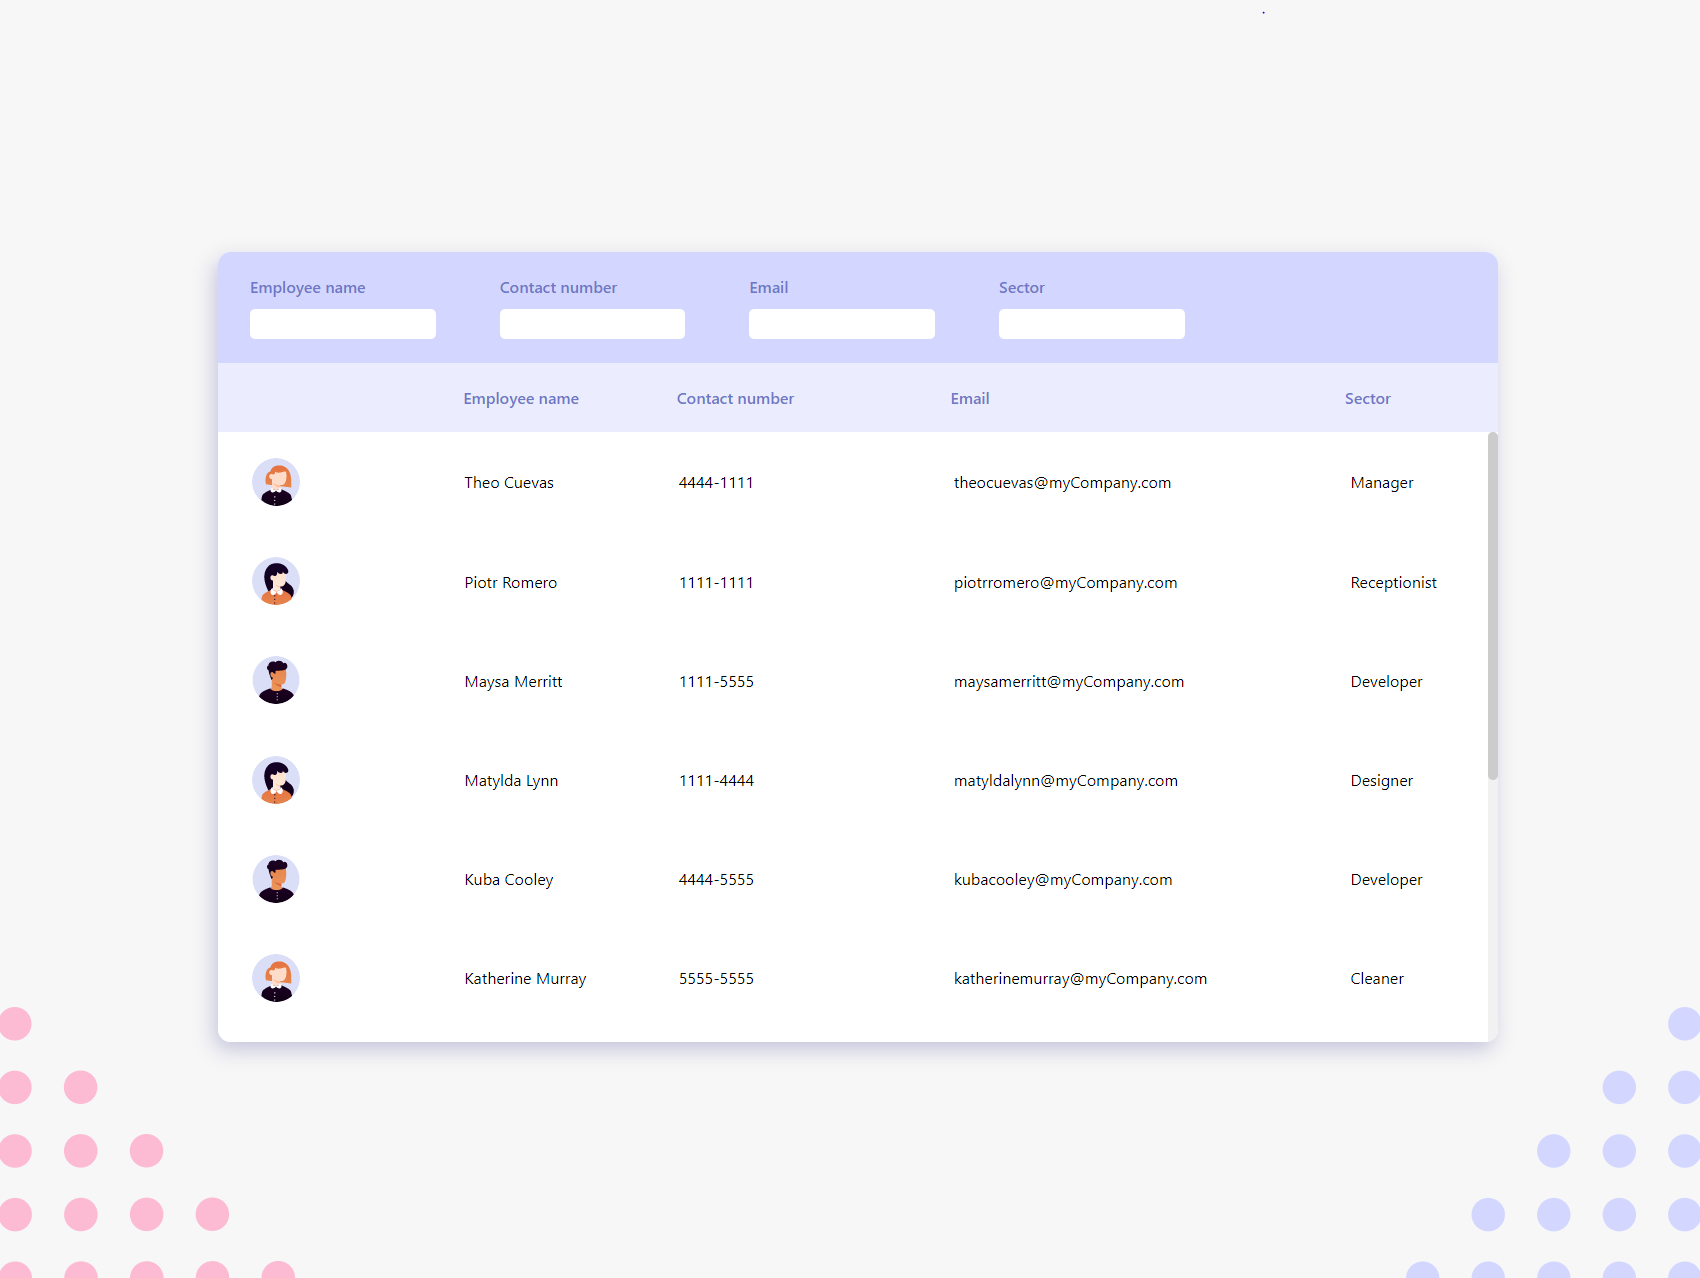 Employee name Contact number Email Sector
Employee name Contact number Email Sector
Theo Cuevas 4444-1111 theocuevas@myCompany.com Manager
Piotr Romero 1111-1111 piotrromero@myCompany.com Receptionist
Maysa Merritt 1111-5555 maysamerritt@myCompany.com Developer
Matylda Lynn 1111-4444 matyldalynn@myCompany.com Designer
Kuba Cooley 4444-5555 kubacooley@myCompany.com Developer
Katherine Murray 5555-5555 katherinemurray@myCompany.com Cleaner